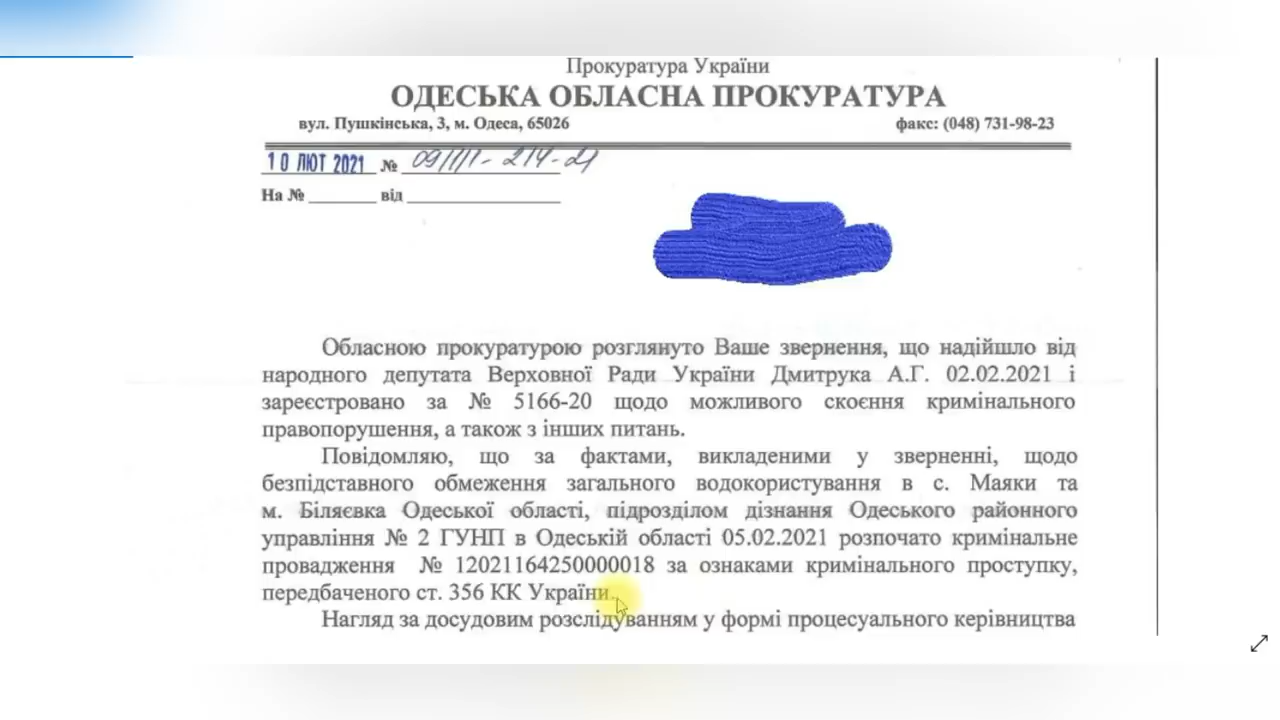 Прокуратура України
ОДЕСЬКА ОБЛАСНА ПРОКУРАТУРА
вул. Пушкінська, 3, м. Одеса, 65026 факс: (048) 731-98-23
10 ЛЮТ 2021 №
На № ________ від ________________
Обласною прокуратурою розглянуто Ваше звернення, що надійшло від
народного депутата Верховної Ради України Дмитрука А.Г. 02.02.2021 і
зареєстровано за № 5166-20 щодо можливого скоєння кримінального
правопорушення, а також з інших питань.
Повідомляю, що за фактами, викладеними у зверненні, щодо
безпідставного обмеження загального водокористування в с. Маяки та
м. Біляєвка Одеської області, підрозділом дізнання Одеського районного
управління № 2 ГУНП в Одеській області 05.02.2021 розпочато кримінальне
провадження № 12021164250000018 за ознаками кримінального проступку,
передбаченого ст. 356 КК України.
Нагляд за досудовим розслідуванням у формі процесуального керівництва